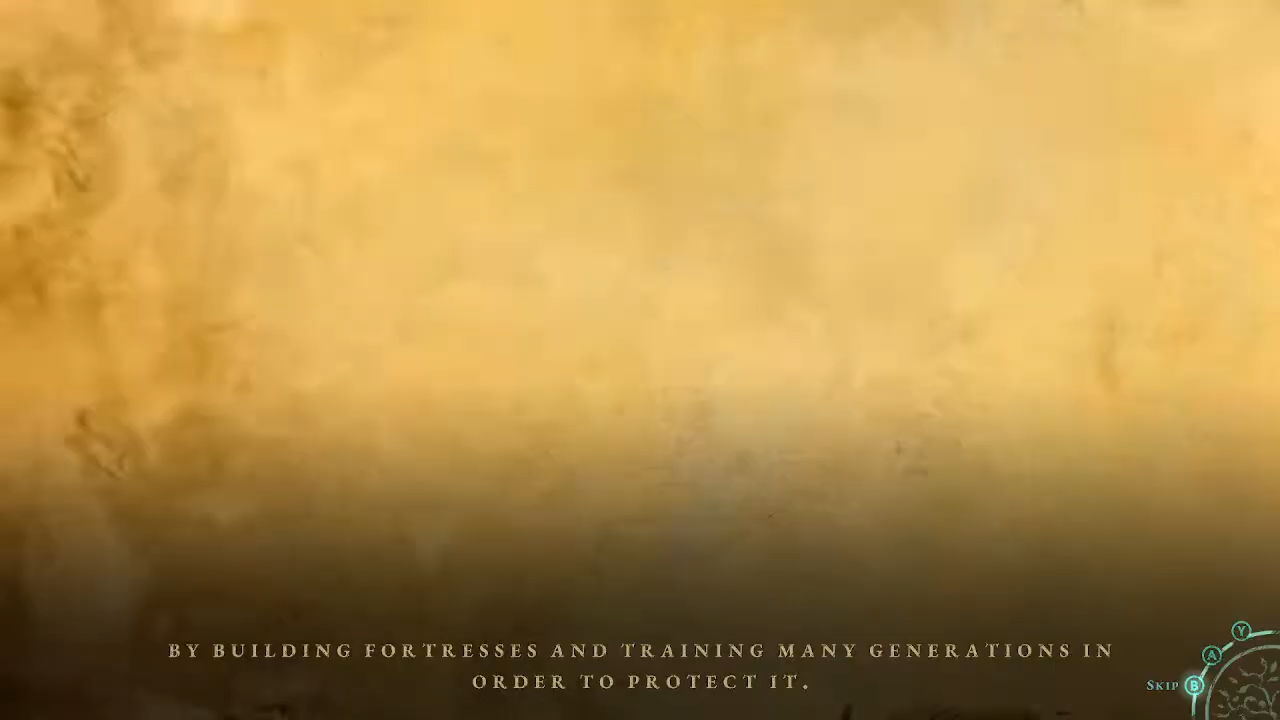 BY BUILDING FORTRESSES AND TRAINING MANY GENERATIONS IN
ORDER TO PROTECT IT.
Y
A
SKIP B